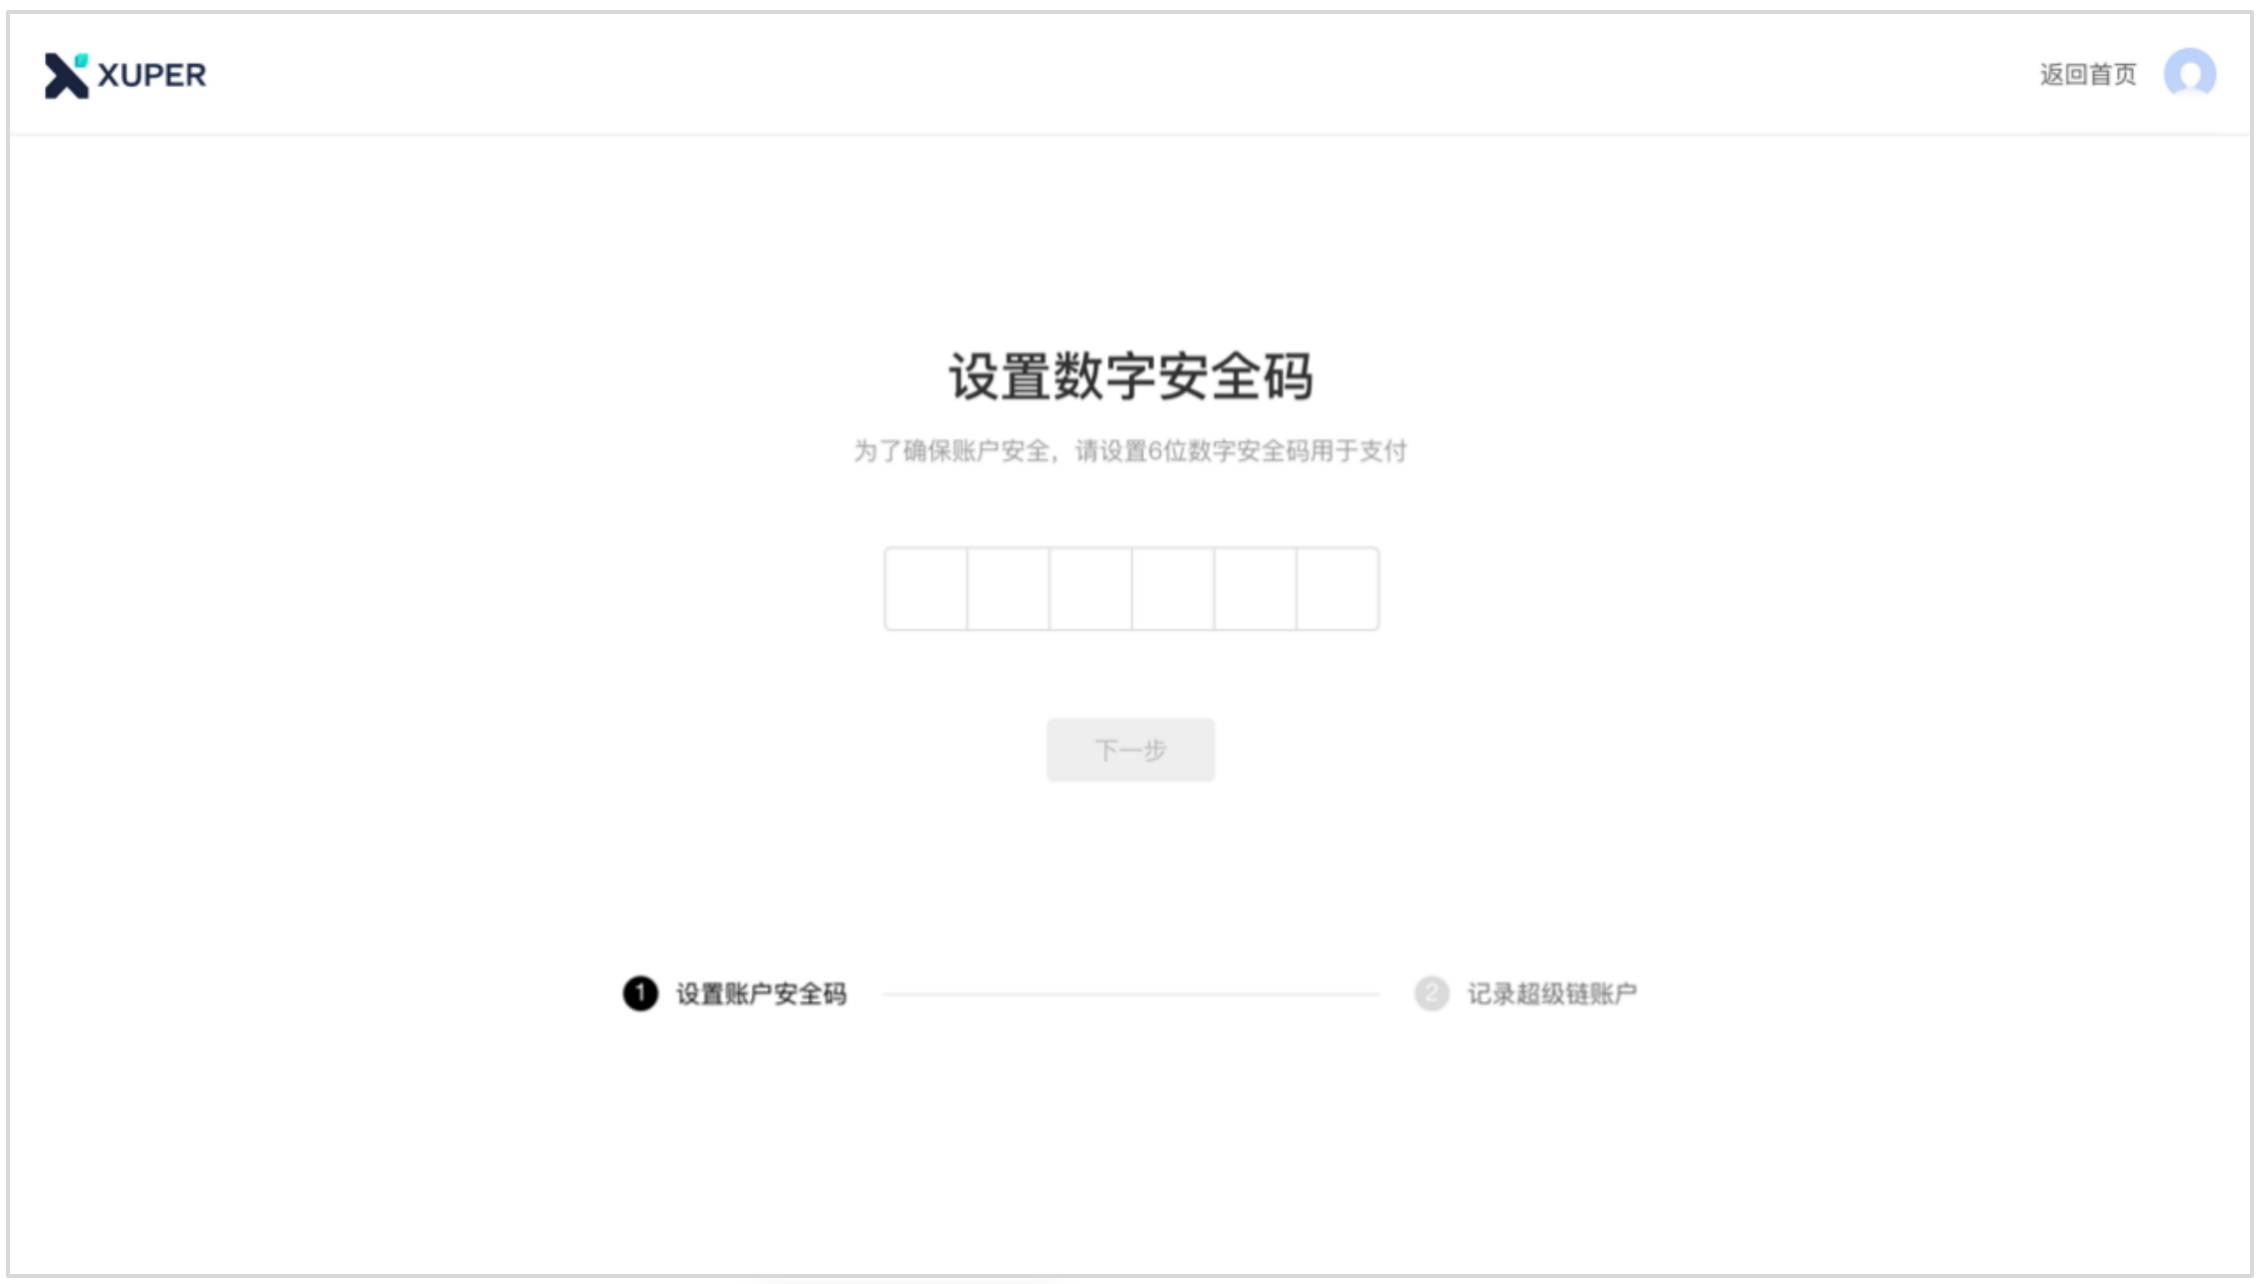 XUPER
返回首页
设置数字安全码
为了确保账户安全，请设置6位数字安全码用于支付
下一步
1 设置账户安全码
2 记录超级链账户